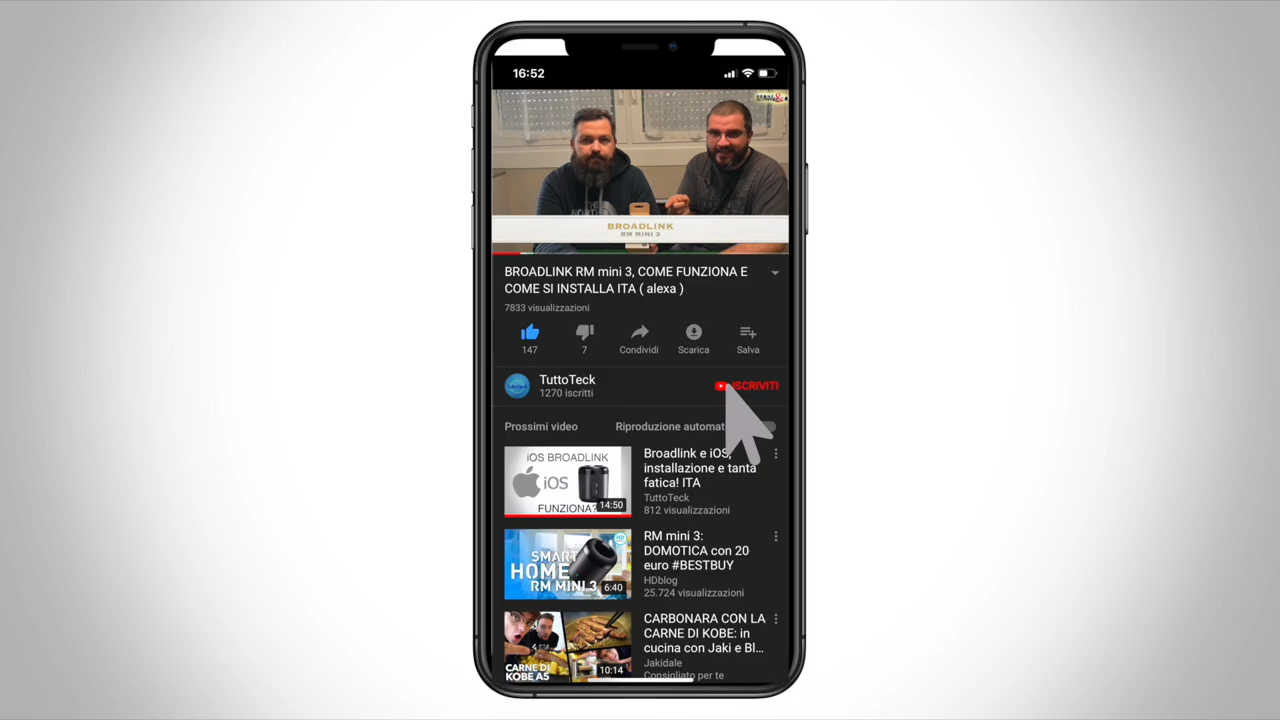 16:52
BROADLINK
RM MINI 3
BROADLINK RM mini 3, COME FUNZIONA E
COME SI INSTALLA ITA ( alexa )
7833 visualizzazioni
147
7
Condividi
Scarica
Salva
TuttoTeck
1270 iscritti
ISCRIVITI
Prossimi video
Riproduzione automat
iOS BROADLINK
iOS
FUNZIONA?
14:50
Broadlink e iOS,
installazione e tanta
fatica! ITA
TuttoTeck
812 visualizzazioni
SMART
HOME
RM MINI 3
HD
6:40
RM mini 3:
DOMOTICA con 20
euro #BESTBUY
HDblog
25.724 visualizzazioni
CARNE DI
KOBE A5
10:14
CARBONARA CON LA
CARNE DI KOBE: in
cucina con Jaki e Bl...
Jakidale
Consigliato per te